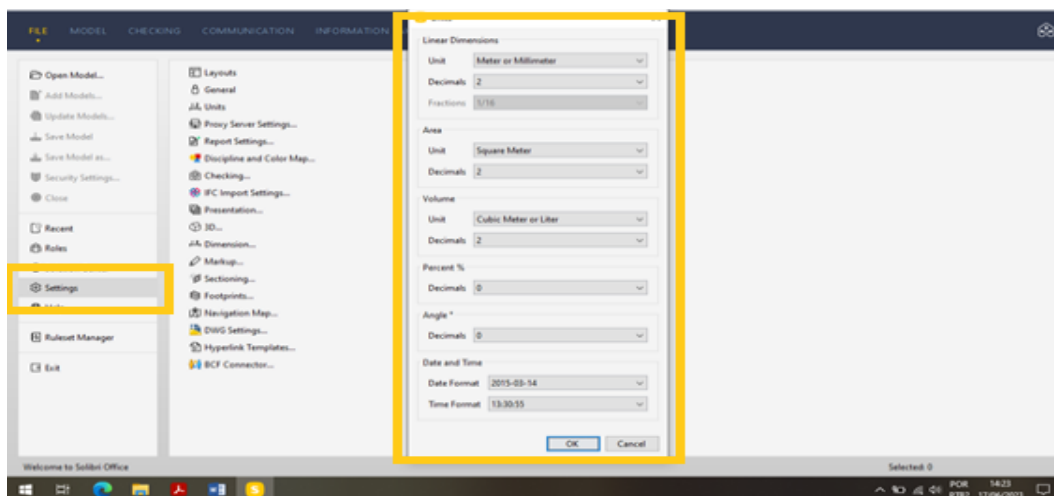 FILE MODEL CHECKING COMMUNICATION INFORMATION
Open Model...
Add Models...
Update Models...
Save Model
Save Model as...
Security Settings...
Close
Recent
Roles
Settings
Ruleset Manager
Exit
Layouts
General
Units
Proxy Server Settings...
Report Settings...
Discipline and Color Map...
Checking...
IFC Import Settings...
Presentation...
3D...
Dimension...
Markup...
Sectioning...
Footprints...
Navigation Map...
DWG Settings...
Hyperlink Templates...
BCF Connector...
Linear Dimensions
Unit Meter or Millimeter
Decimals 2
Fractions 1/16
Area
Unit Square Meter
Decimals 2
Volume
Unit Cubic Meter or Liter
Decimals 2
Percent %
Decimals 0
Angle °
Decimals 0
Date and Time
Date Format 2015-03-14
Time Format 13:30:55
OK Cancel
Welcome to Solibri Office Selected: 0
POR 14:23
PTB2 17/06/2023